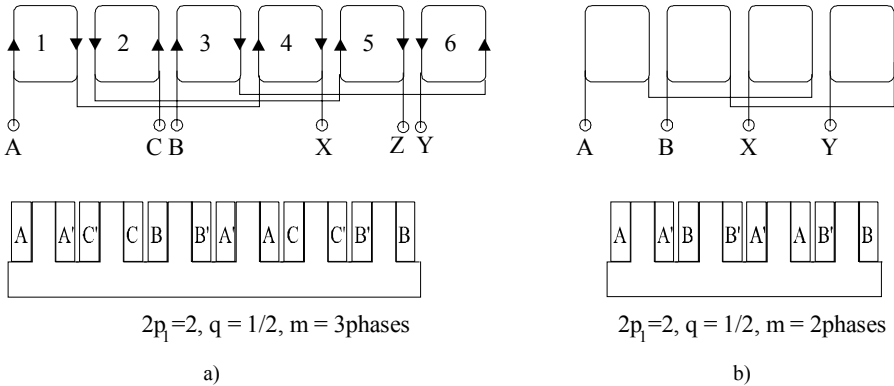 1 2 3 4 5 6
A C B X Z Y
A B X Y
A A' C' C B B' A' A C C' B' B
A A' B B' A' A B' B
2p₁=2, q = 1/2, m = 3phases
2p₁=2, q = 1/2, m = 2phases
a)
b)